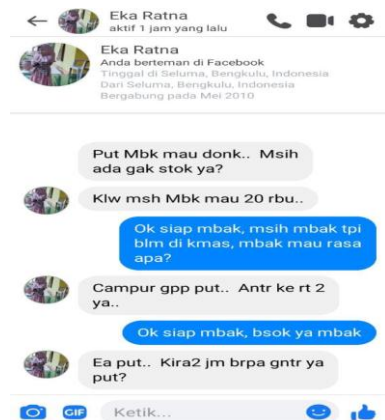 Eka Ratna
aktif 1 jam yang lalu
Eka Ratna
Anda berteman di Facebook
Tinggal di Seluma, Bengkulu, Indonesia
Dari Seluma, Bengkulu, Indonesia
Bergabung pada Mei 2010
Put Mbk mau donk.. Msih
ada gak stok ya?
Klw msh Mbk mau 20 rbu..
Ok siap mbak, msih mbak tpi
blm di kmas, mbak mau rasa
apa?
Campur gpp put.. Antr ke rt 2
ya..
Ok siap mbak, bsok ya mbak
Ea put.. Kira2 jm brpa gntr ya
put?
GIF
Ketik...